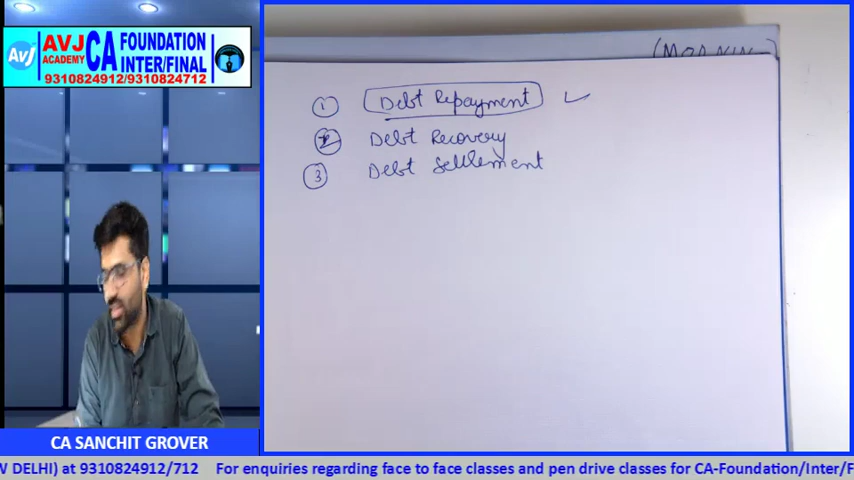 AVJ
ACADEMY
CA
FOUNDATION
INTER/FINAL
9310824912/9310824712
AVJ
(MORNIN
1 Debt Repayment ✓
2 Debt Recovery
3 Debt Settlement
CA SANCHIT GROVER
V DELHI) at 9310824912/712 For enquiries regarding face to face classes and pen drive classes for CA-Foundation/Inter/F